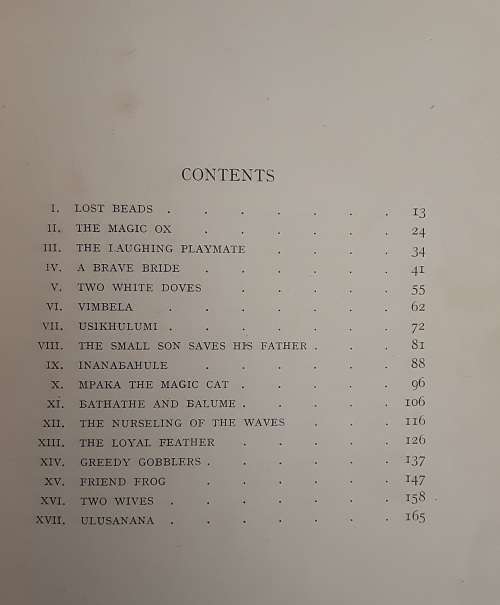 CONTENTS
I. LOST BEADS . . . . . . . 13
II. THE MAGIC OX . . . . . . 24
III. THE LAUGHING PLAYMATE . . . . 34
IV. A BRAVE BRIDE . . . . . . 41
V. TWO WHITE DOVES . . . . . 55
VI. VIMBELA . . . . . . . 62
VII. USIKHULUMI . . . . . . . 72
VIII. THE SMALL SON SAVES HIS FATHER . . . 81
IX. INANABAHULE . . . . . . 88
X. MPAKA THE MAGIC CAT . . . . . 96
XI. BATHATHE AND BALUME . . . . . 106
XII. THE NURSELING OF THE WAVES . . . 116
XIII. THE LOYAL FEATHER . . . . . 126
XIV. GREEDY GOBBLERS . . . . . . 137
XV. FRIEND FROG . . . . . . 147
XVI. TWO WIVES . . . . . . . 158
XVII. ULUSANANA . . . . . . . 165